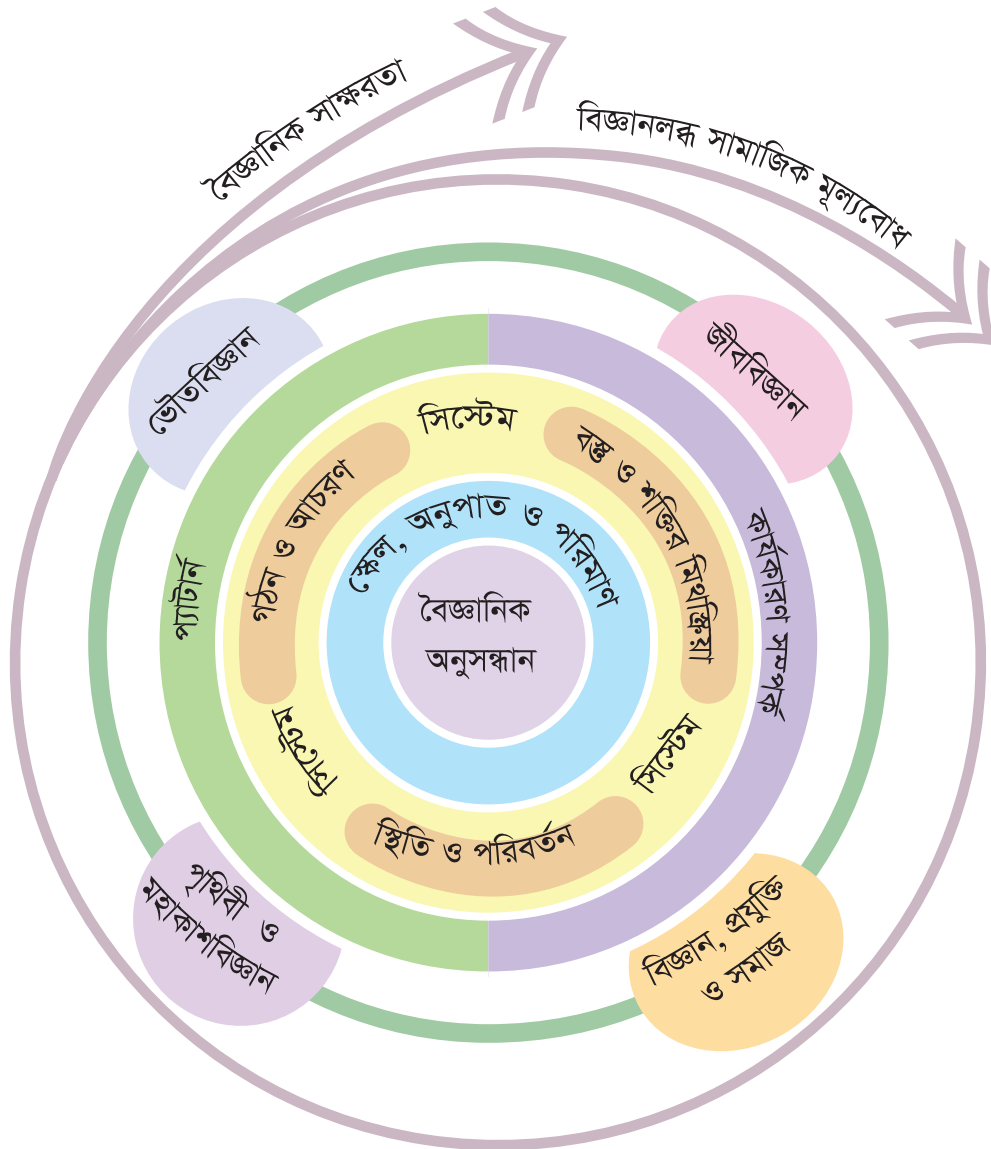 বৈজ্ঞানিক সাক্ষরতা
বিজ্ঞানলব্ধ সামাজিক মূল্যবোধ
ভৌতবিজ্ঞান
জীববিজ্ঞান
সিস্টেম
গঠন ও আচরণ
বস্তু ও শক্তির মিথস্ক্রিয়া
স্কেল, অনুপাত ও পরিমাণ
প্যাটার্ন
কার্যকারণ সম্পর্ক
বৈজ্ঞানিক
অনুসন্ধান
সিস্টেম
সিস্টেম
স্থিতি ও পরিবর্তন
পৃথিবী ও
মহাকাশবিজ্ঞান
বিজ্ঞান, প্রযুক্তি
ও সমাজ